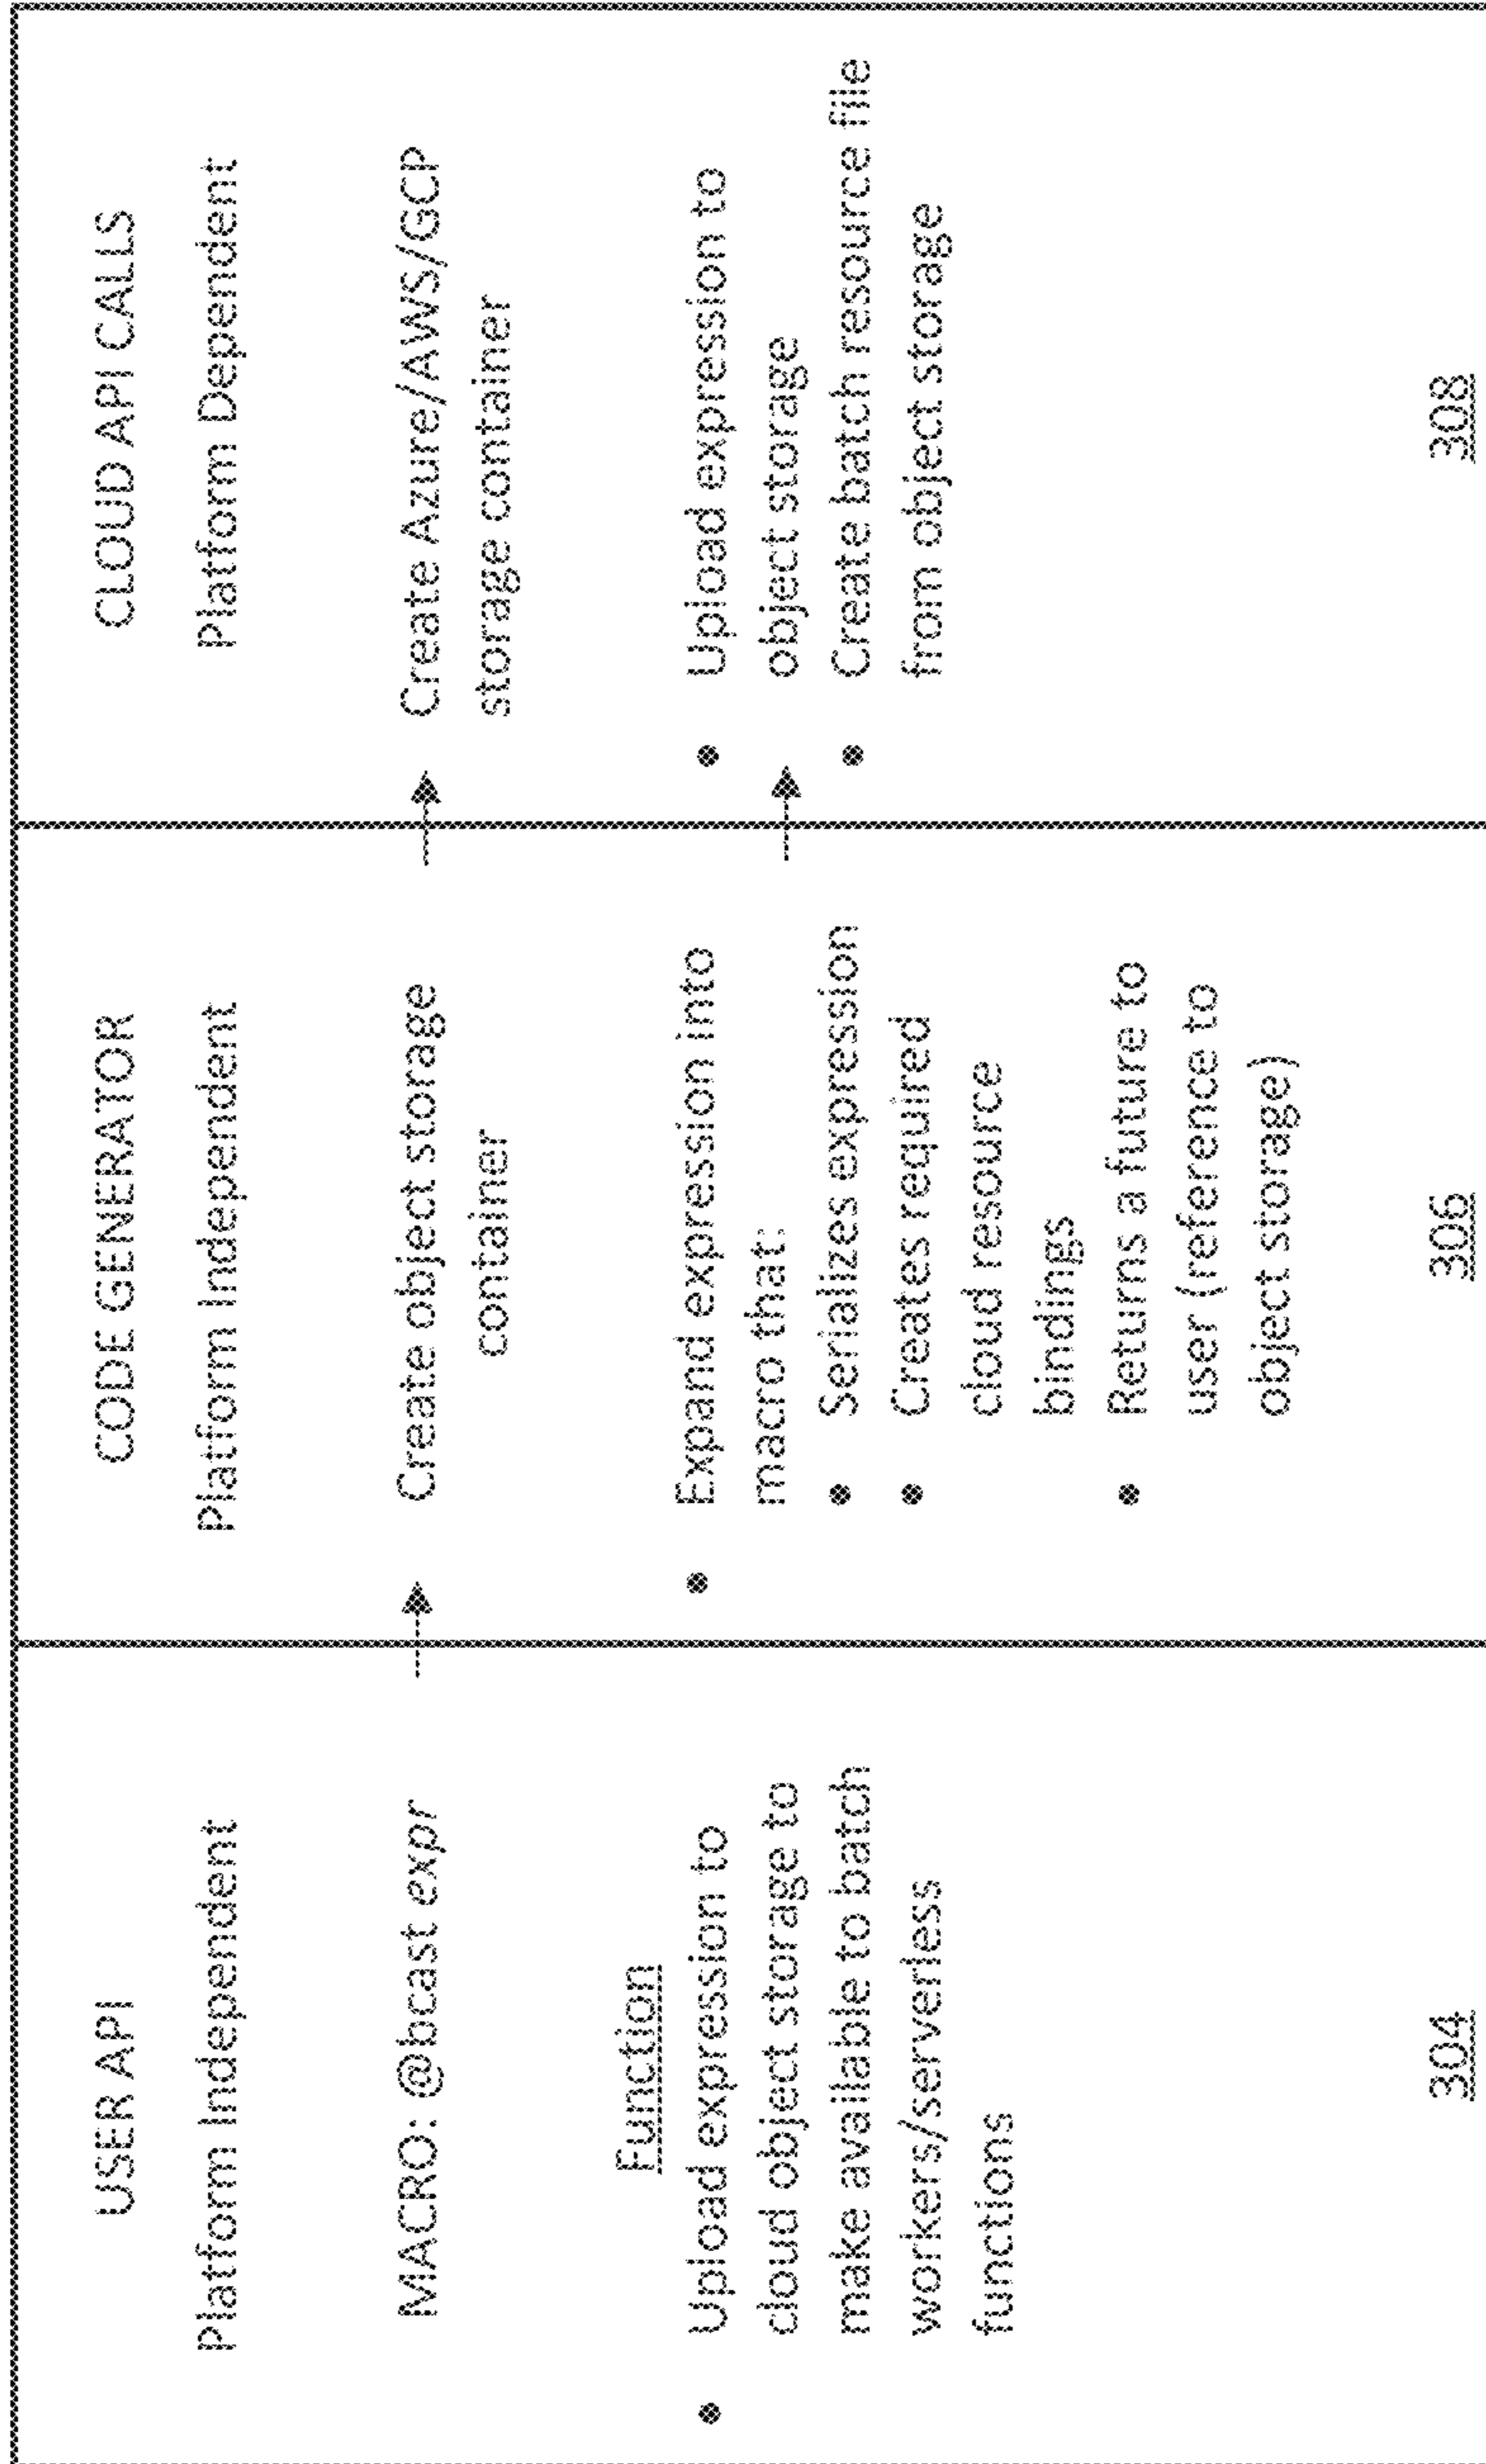 USER API
Platform Independent
MACRO: @bcast expr
Function
• Upload expression to
cloud object storage to
make available to batch
workers/serverless
functions
304
CODE GENERATOR
Platform Independent
Create object storage
container
• Expand expression into
macro that:
• Serializes expression
• Creates required
cloud resource
bindings
• Returns a future to
user (reference to
object storage)
306
CLOUD API CALLS
Platform Dependent
Create Azure/AWS/GCP
storage container
• Upload expression to
object storage
• Create batch resource file
from object storage
308